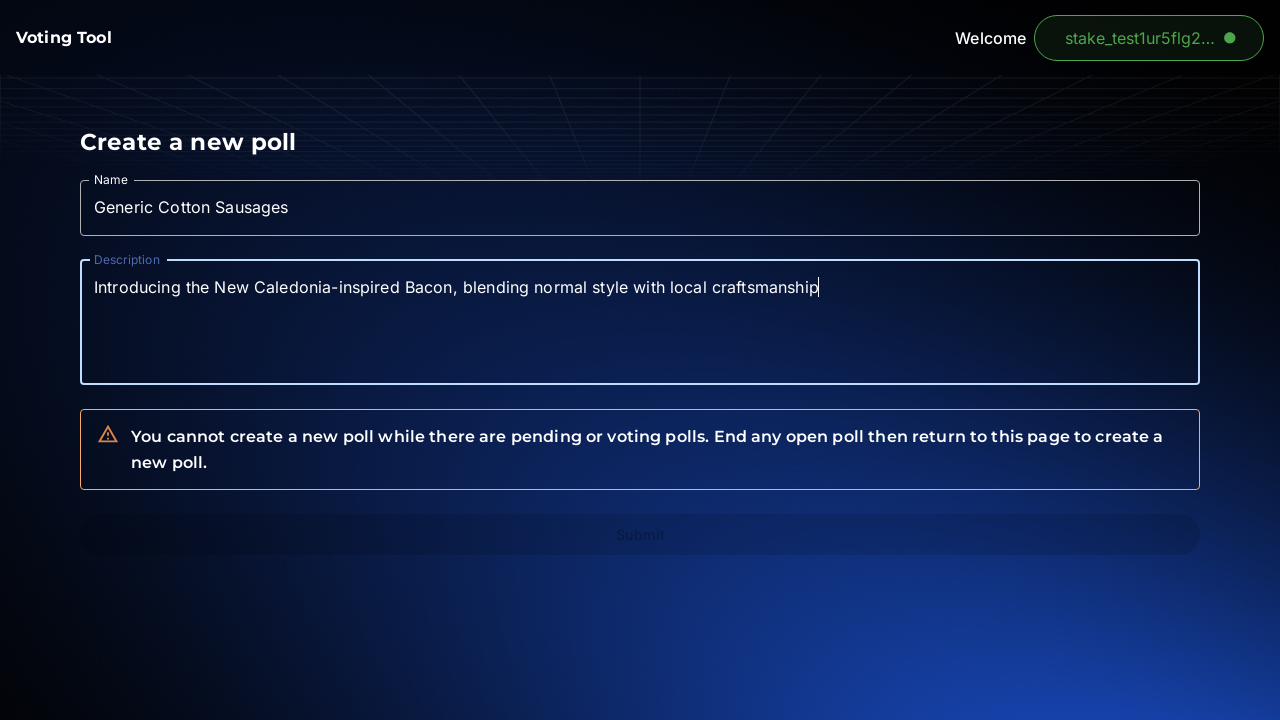 Voting Tool
Welcome
stake_test1ur5flg2...
Create a new poll
Name
Generic Cotton Sausages
Description
Introducing the New Caledonia-inspired Bacon, blending normal style with local craftsmanship
You cannot create a new poll while there are pending or voting polls. End any open poll then return to this page to create a
new poll.
Submit